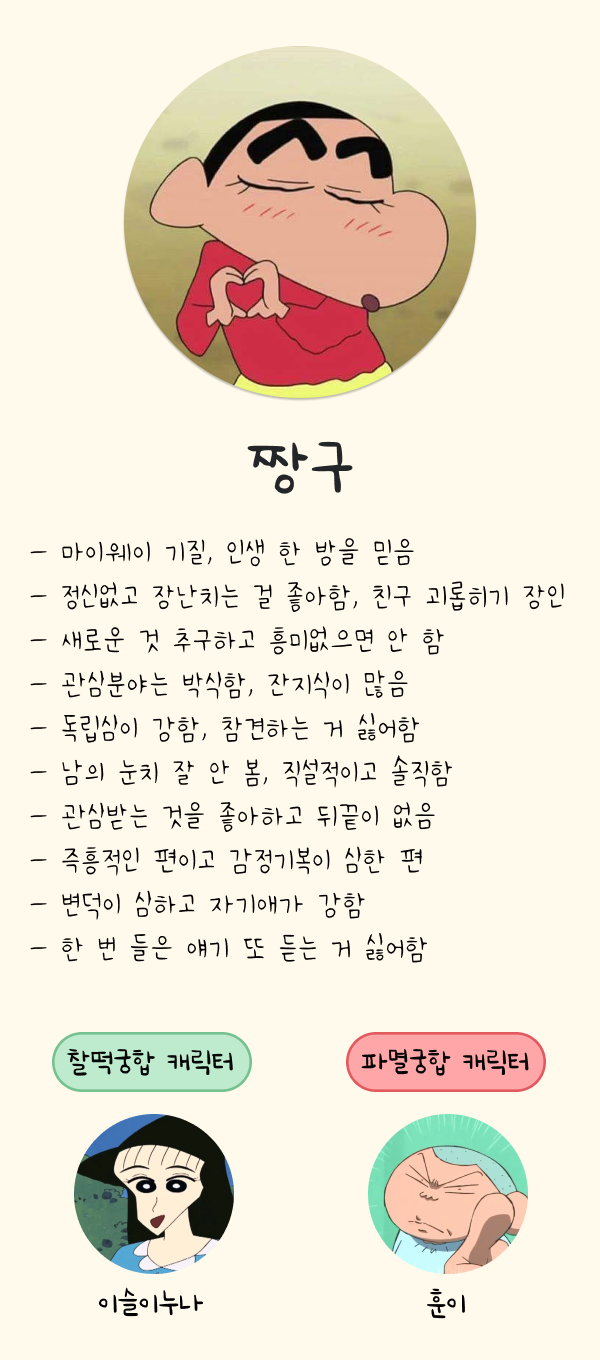 짱구
- 마이웨이 기질, 인생 한 방을 믿음
- 정신없고 장난치는 걸 좋아함, 친구 괴롭히기 장인
- 새로운 것 추구하고 흥미없으면 안 함
- 관심분야는 박식함, 잔지식이 많음
- 독립심이 강함, 참견하는 거 싫어함
- 남의 눈치 잘 안 봄, 직설적이고 솔직함
- 관심받는 것을 좋아하고 뒤끝이 없음
- 즉흥적인 편이고 감정기복이 심한 편
- 변덕이 심하고 자기애가 강함
- 한 번 들은 얘기 또 듣는 거 싫어함
찰떡궁합 캐릭터
파멸궁합 캐릭터
이슬이누나
훈이